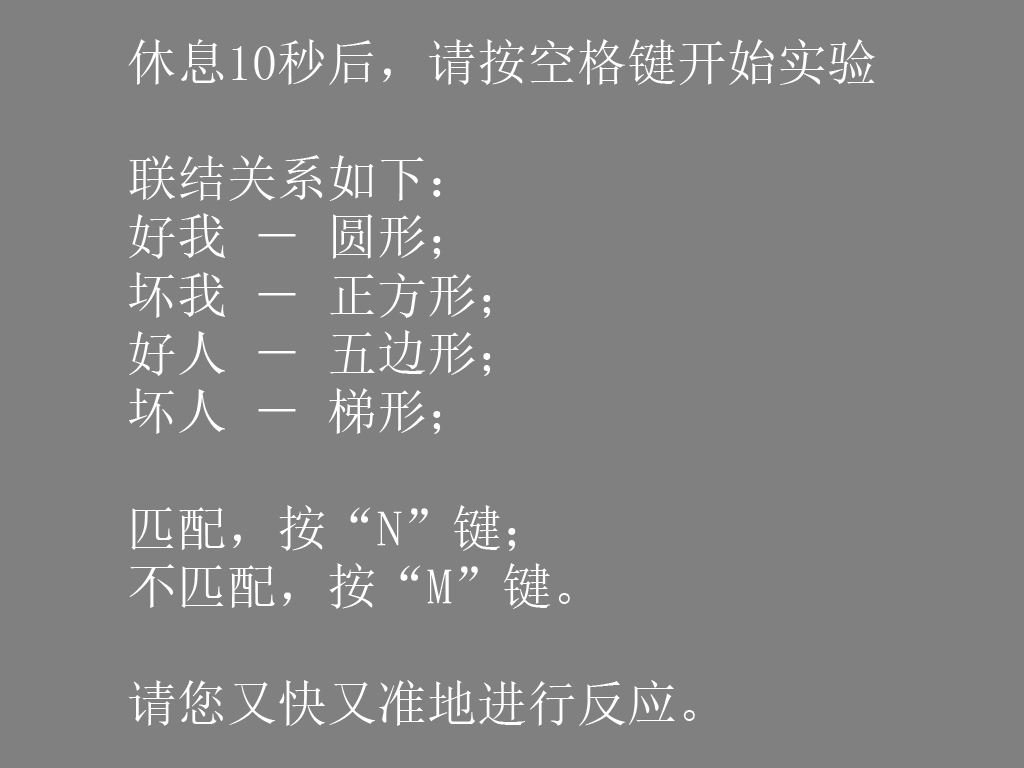 休息10秒后，请按空格键开始实验
联结关系如下：
好我 — 圆形；
坏我 — 正方形；
好人 — 五边形；
坏人 — 梯形；
匹配，按“N”键；
不匹配，按“M”键。
请您又快又准地进行反应。